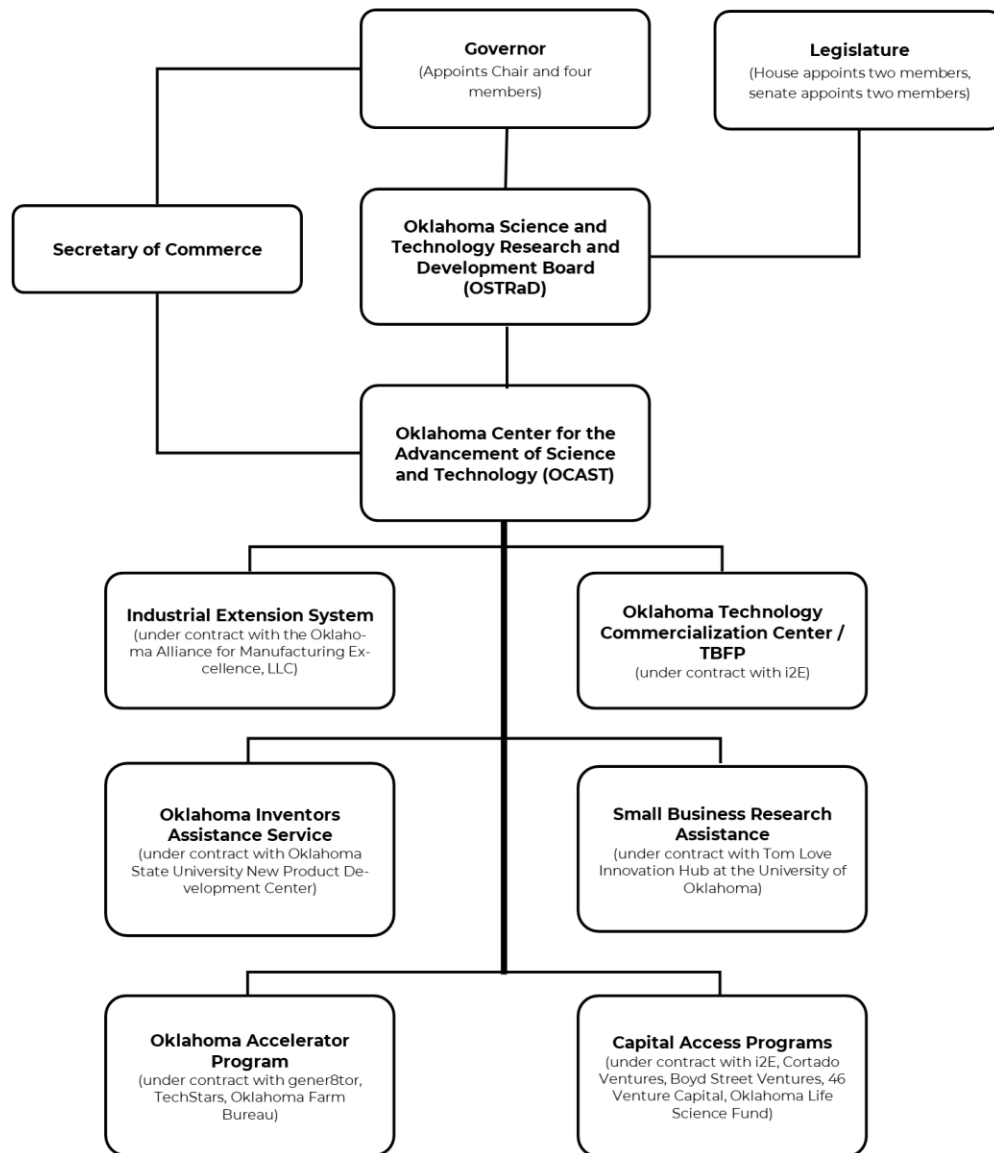 Governor
(Appoints Chair and four
members)
Legislature
(House appoints two members,
senate appoints two members)
Secretary of Commerce
Oklahoma Science and
Technology Research and
Development Board
(OSTRaD)
Oklahoma Center for the
Advancement of Science
and Technology (OCAST)
Industrial Extension System
(under contract with the Oklaho-
ma Alliance for Manufacturing Ex-
cellence, LLC)
Oklahoma Technology
Commercialization Center /
TBFP
(under contract with i2E)
Oklahoma Inventors
Assistance Service
(under contract with Oklahoma
State University New Product De-
velopment Center)
Small Business Research
Assistance
(under contract with Tom Love
Innovation Hub at the University of
Oklahoma)
Oklahoma Accelerator
Program
(under contract with gener8tor,
TechStars, Oklahoma Farm
Bureau)
Capital Access Programs
(under contract with i2E, Cortado
Ventures, Boyd Street Ventures, 46
Venture Capital, Oklahoma Life
Science Fund)